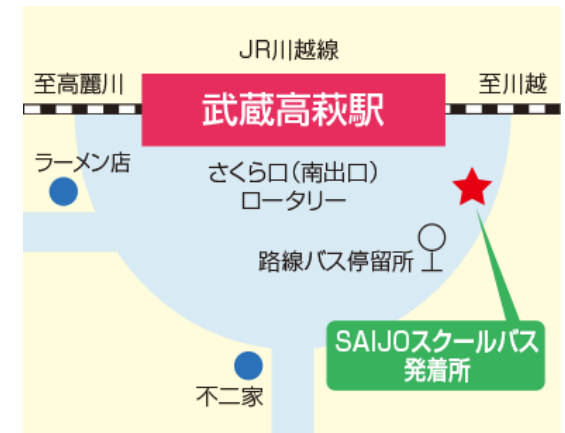 JR川越線
至高麗川
至川越
武蔵高萩駅
ラーメン店
さくら口(南出口)
ロータリー
路線バス停留所
SAIJOスクールバス
発着所
不二家